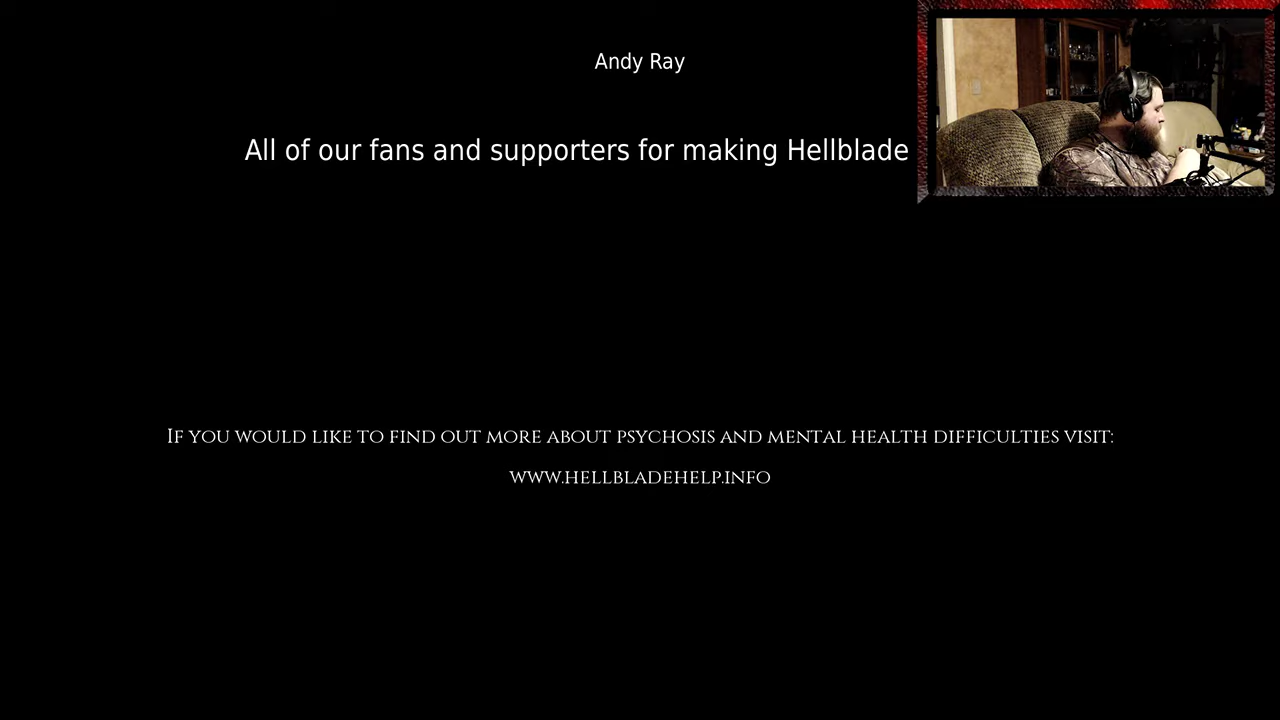 Andy Ray
All of our fans and supporters for making Hellblade
If you would like to find out more about psychosis and mental health difficulties visit:
www.hellbladehelp.info